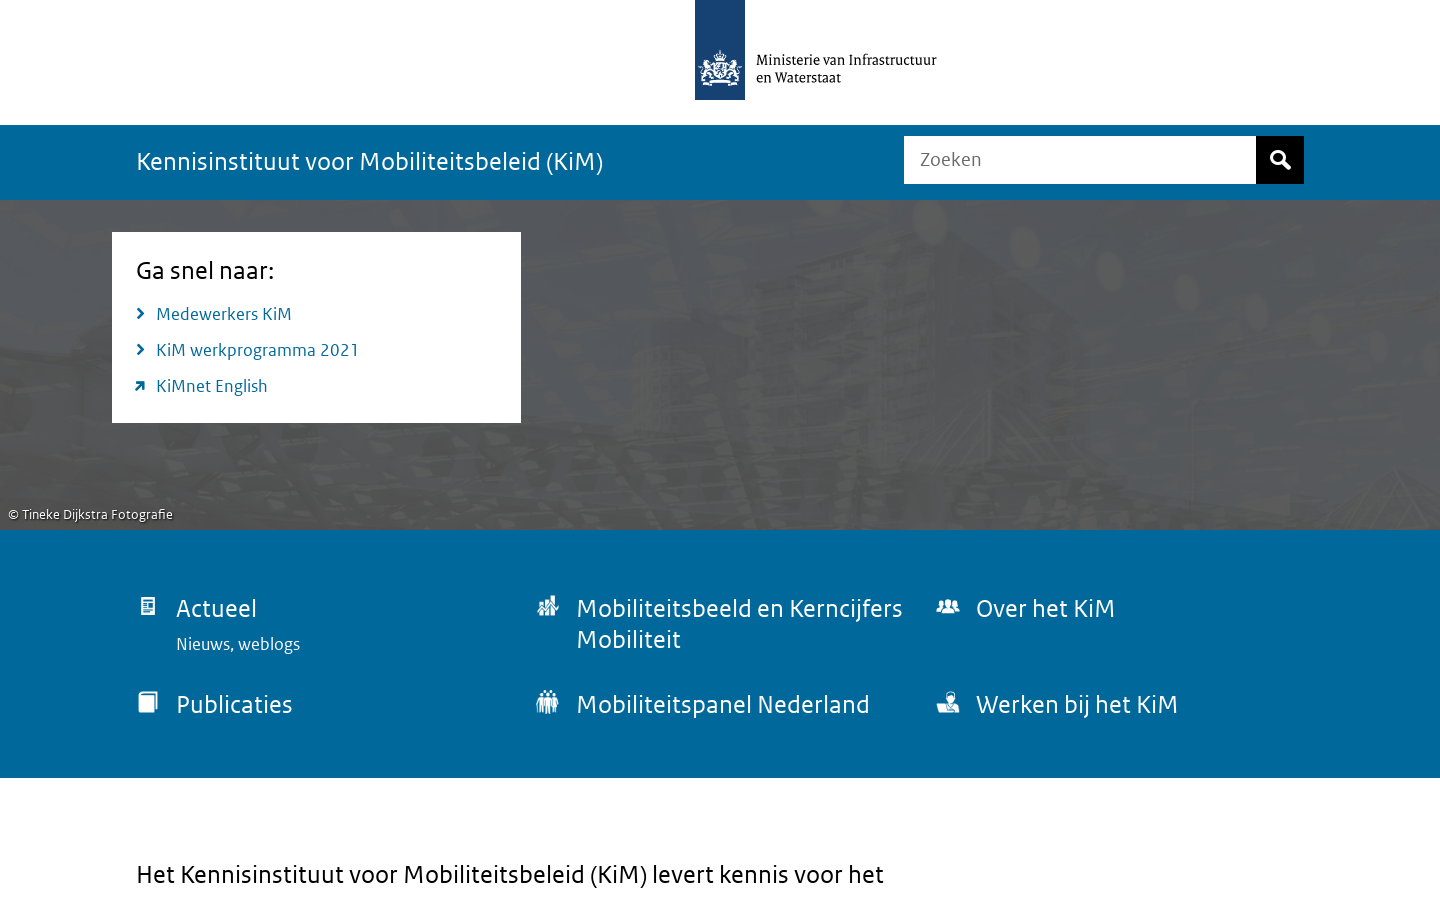 Ministerie van Infrastructuur
en Waterstaat
Kennisinstituut voor Mobiliteitsbeleid (KiM)
Zoeken
Ga snel naar:
Medewerkers KiM
KiM werkprogramma 2021
KiMnet English
© Tineke Dijkstra Fotografie
Actueel
Nieuws, weblogs
Mobiliteitsbeeld en Kerncijfers
Mobiliteit
Over het KiM
Publicaties
Mobiliteitspanel Nederland
Werken bij het KiM
Het Kennisinstituut voor Mobiliteitsbeleid (KiM) levert kennis voor het